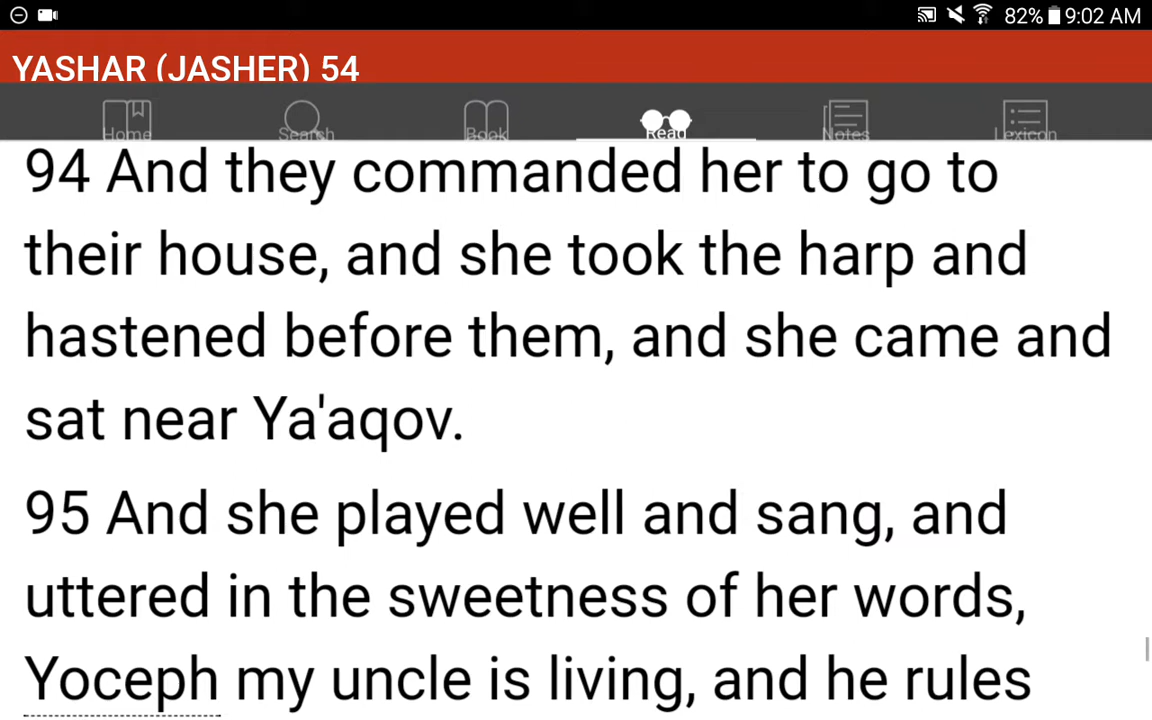 82% 9:02 AM
YASHAR (JASHER) 54
Home Search Book Read Notes Lexicon
94 And they commanded her to go to
their house, and she took the harp and
hastened before them, and she came and
sat near Ya'aqov.
95 And she played well and sang, and
uttered in the sweetness of her words,
Yoceph my uncle is living, and he rules